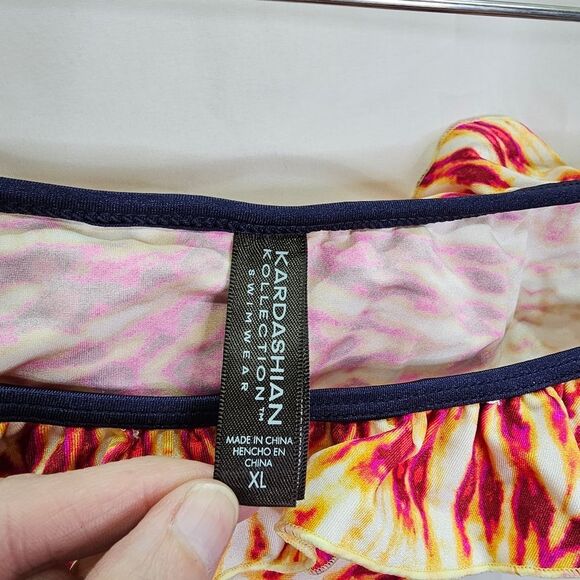 KARDASHIAN
KOLLECTION™
SWIMWEAR
MADE IN CHINA
HENCHO EN
CHINA
XL